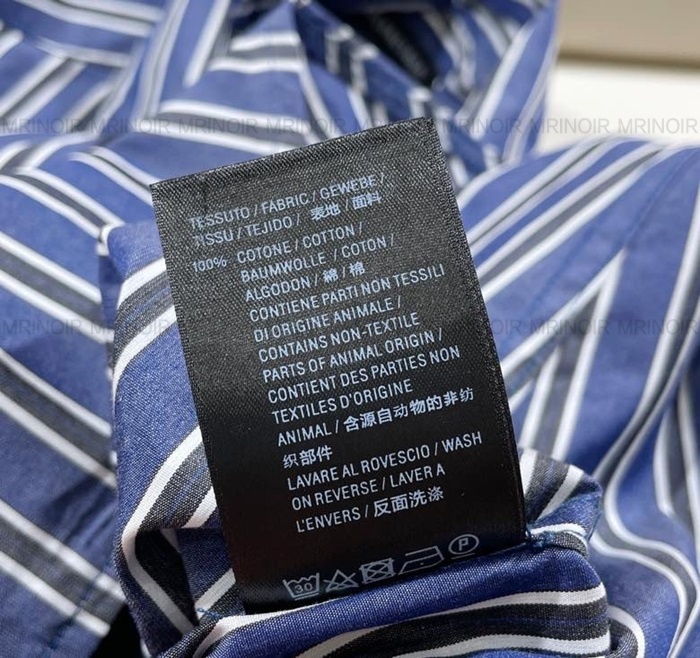 MRINOIR MRINOIR MRINOIR MRINOIR MRINOIR MRINOIR
TESSUTO / FABRIC / GEWEBE /
TISSU / TEJIDO / 表地 / 面料
100% COTONE / COTTON /
BAUMWOLLE / COTON /
ALGODON / 綿 / 棉
CONTIENE PARTI NON TESSILI
DI ORIGINE ANIMALE /
CONTAINS NON-TEXTILE
PARTS OF ANIMAL ORIGIN /
CONTIENT DES PARTIES NON
TEXTILES D'ORIGINE
ANIMAL / 含源自动物的非纺
织部件
LAVARE AL ROVESCIO / WASH
ON REVERSE / LAVER A
L'ENVERS / 反面洗涤
30 P